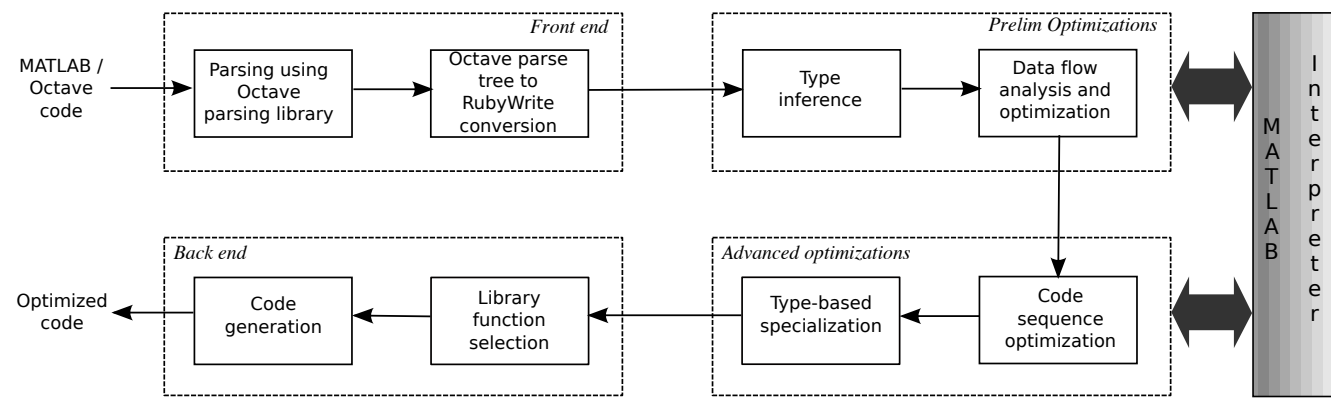 Front end
Prelim Optimizations
MATLAB /
Octave
code
Parsing using
Octave
parsing library
Octave parse
tree to
RubyWrite
conversion
Type
inference
Data flow
analysis and
optimization
MATLAB
Interpreter
Back end
Advanced optimizations
Optimized
code
Code
generation
Library
function
selection
Type-based
specialization
Code
sequence
optimization